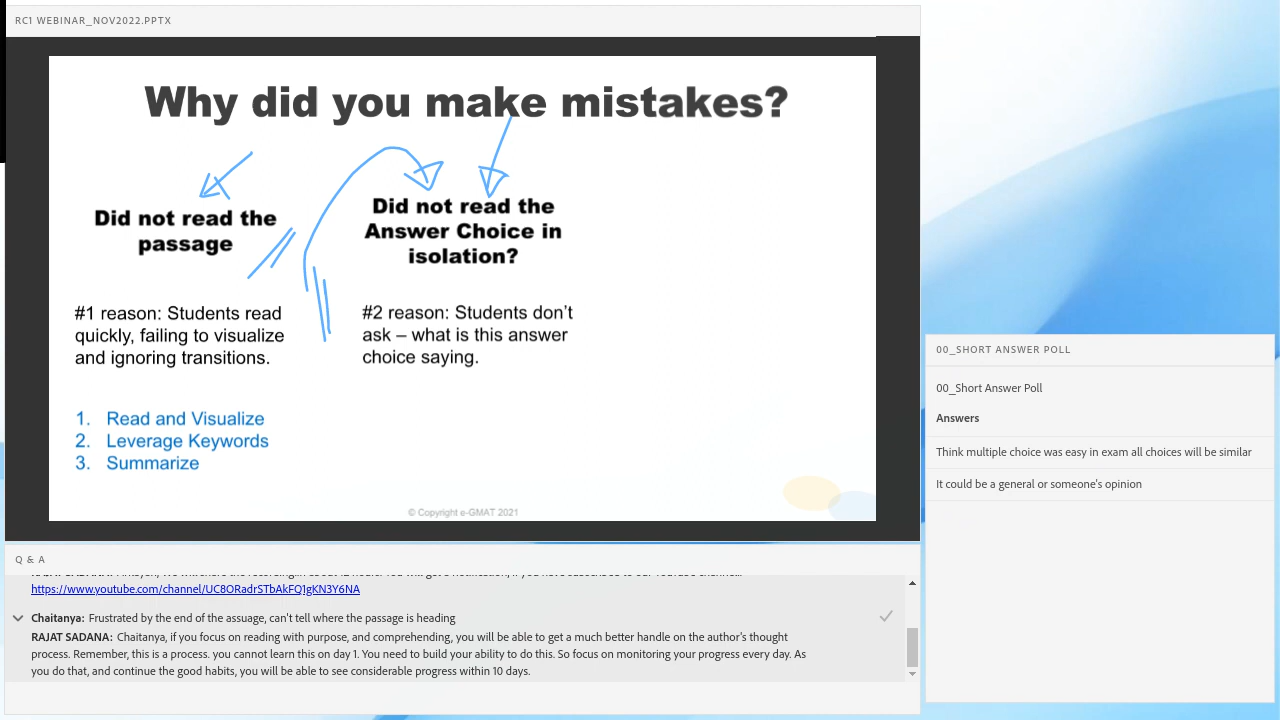 RC1 WEBINAR_NOV2022.PPTX
Why did you make mistakes?
Did not read the
passage
#1 reason: Students read
quickly, failing to visualize
and ignoring transitions.
1. Read and Visualize
2. Leverage Keywords
3. Summarize
Did not read the
Answer Choice in
isolation?
#2 reason: Students don't
ask – what is this answer
choice saying.
© Copyright e-GMAT 2021
Q & A
https://www.youtube.com/channel/UC8ORadrSTbAkFQ1gKN3Y6NA
Chaitanya: Frustrated by the end of the assuage, can't tell where the passage is heading
RAJAT SADANA: Chaitanya, if you focus on reading with purpose, and comprehending, you will be able to get a much better handle on the author's thought
process. Remember, this is a process. you cannot learn this on day 1. You need to build your ability to do this. So focus on monitoring your progress every day. As
you do that, and continue the good habits, you will be able to see considerable progress within 10 days.
00_SHORT ANSWER POLL
00_Short Answer Poll
Answers
Think multiple choice was easy in exam all choices will be similar
It could be a general or someone's opinion